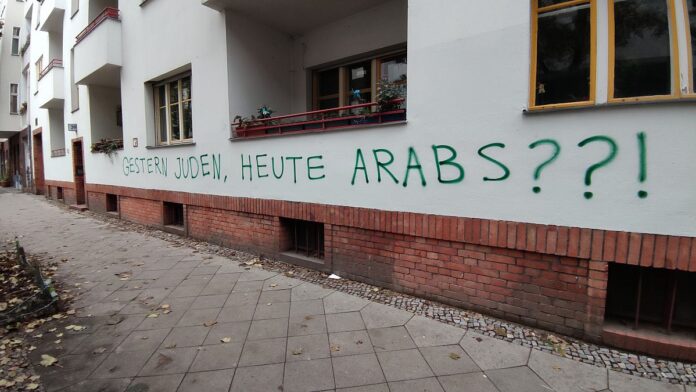 GESTERN JUDEN, HEUTE ARABS??!